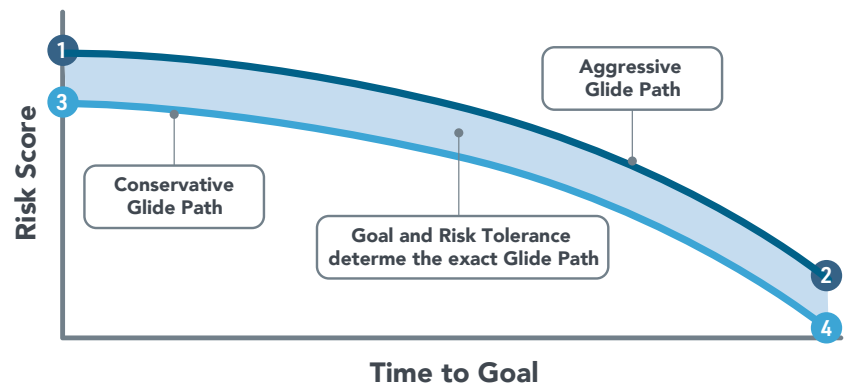 1
Aggressive
Glide Path
3
Risk Score
Conservative
Glide Path
Goal and Risk Tolerance
determe the exact Glide Path
2
4
Time to Goal